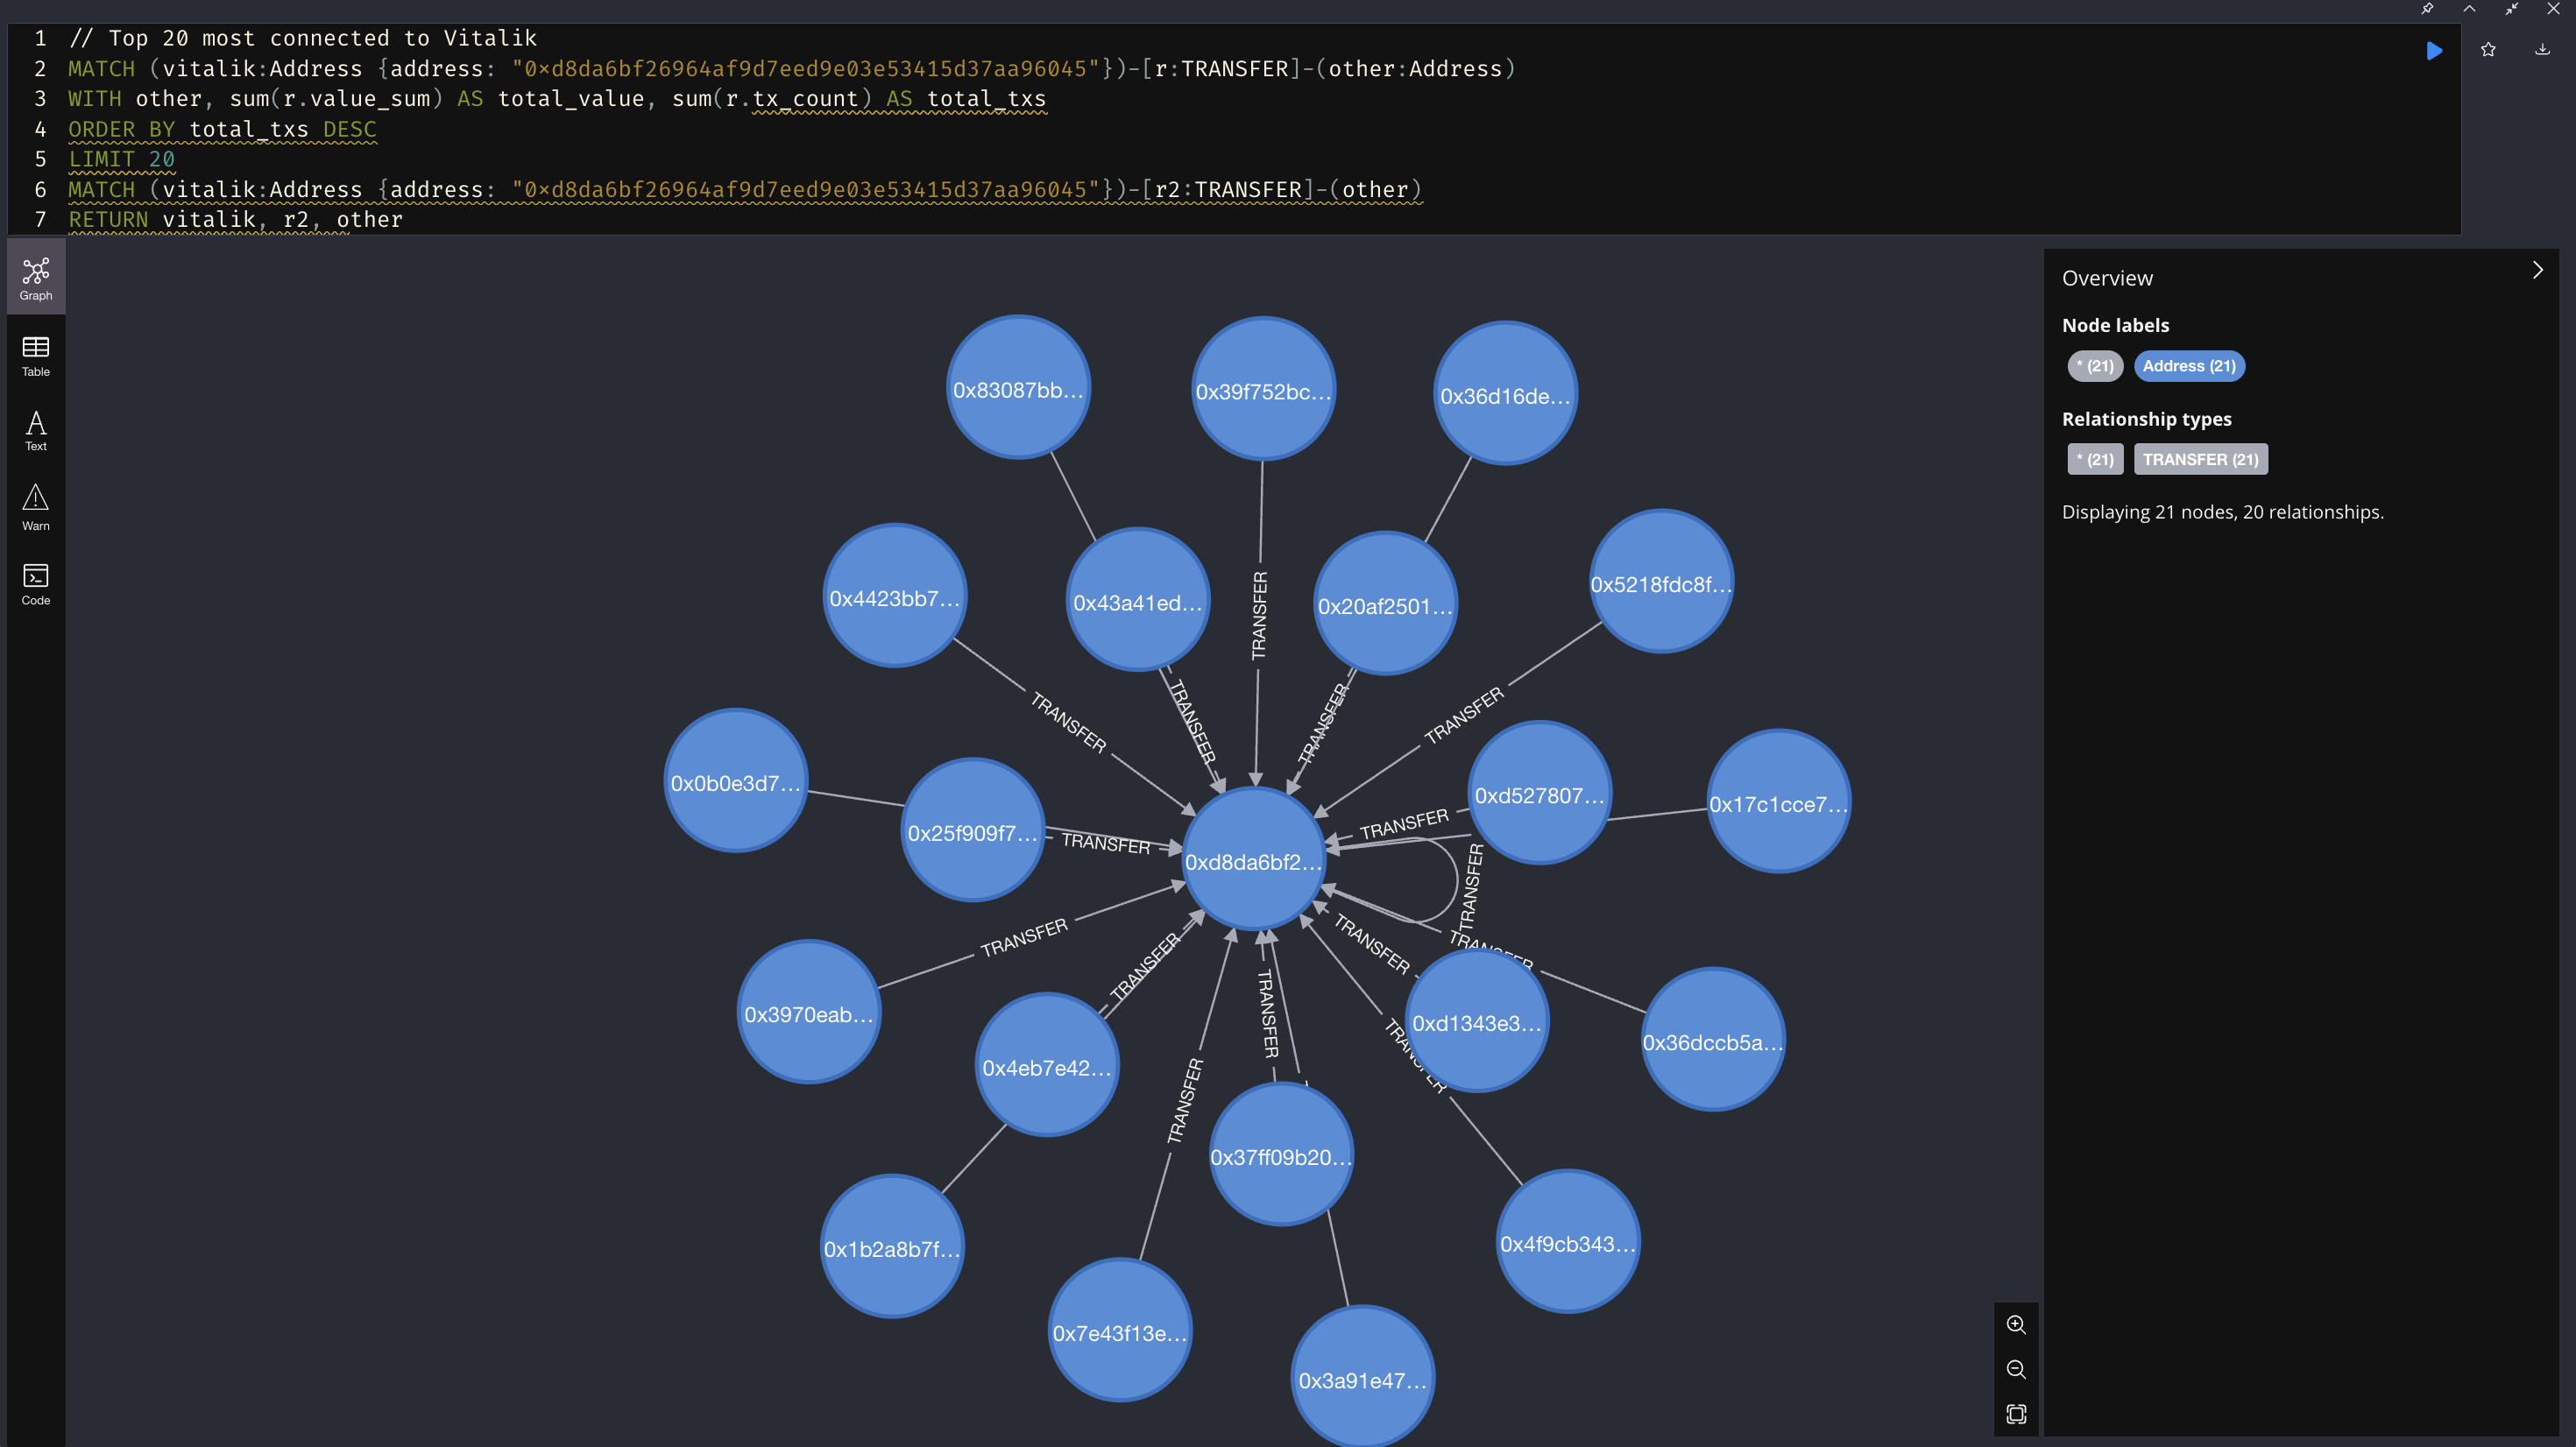 1 // Top 20 most connected to Vitalik
2 MATCH (vitalik:Address {address: "0xd8da6bf26964af9d7eed9e03e53415d37aa96045"})-[r:TRANSFER]-(other:Address)
3 WITH other, sum(r.value_sum) AS total_value, sum(r.tx_count) AS total_txs
4 ORDER BY total_txs DESC
5 LIMIT 20
6 MATCH (vitalik:Address {address: "0xd8da6bf26964af9d7eed9e03e53415d37aa96045"})-[r2:TRANSFER]-(other)
7 RETURN vitalik, r2, other
Graph
Table
Text
Warn
Code
0x83087bb...
0x39f752bc...
0x36d16de...
0x4423bb7...
0x43a41ed...
0x20af2501...
0x5218fdc8f...
TRANSFER
TRANSFER
TRANSFER
TRANSFER
TRANSFER
0x0b0e3d7...
0x25f909f7...
0xd527807...
0x17c1cce7...
TRANSFER
TRANSFER
0xd8da6bf2...
TRANSFER
TRANSFER
TRANSFER
TRANSFER
TRANSFER
0x3970eab...
0x4eb7e42...
0xd1343e3...
0x36dccb5a...
TRANSFER
TRANSFER
TRANSFER
0x37ff09b20...
0x1b2a8b7f...
0x4f9cb343...
0x7e43f13e...
0x3a91e47...
Overview
Node labels
* (21)
Address (21)
Relationship types
* (21)
TRANSFER (21)
Displaying 21 nodes, 20 relationships.